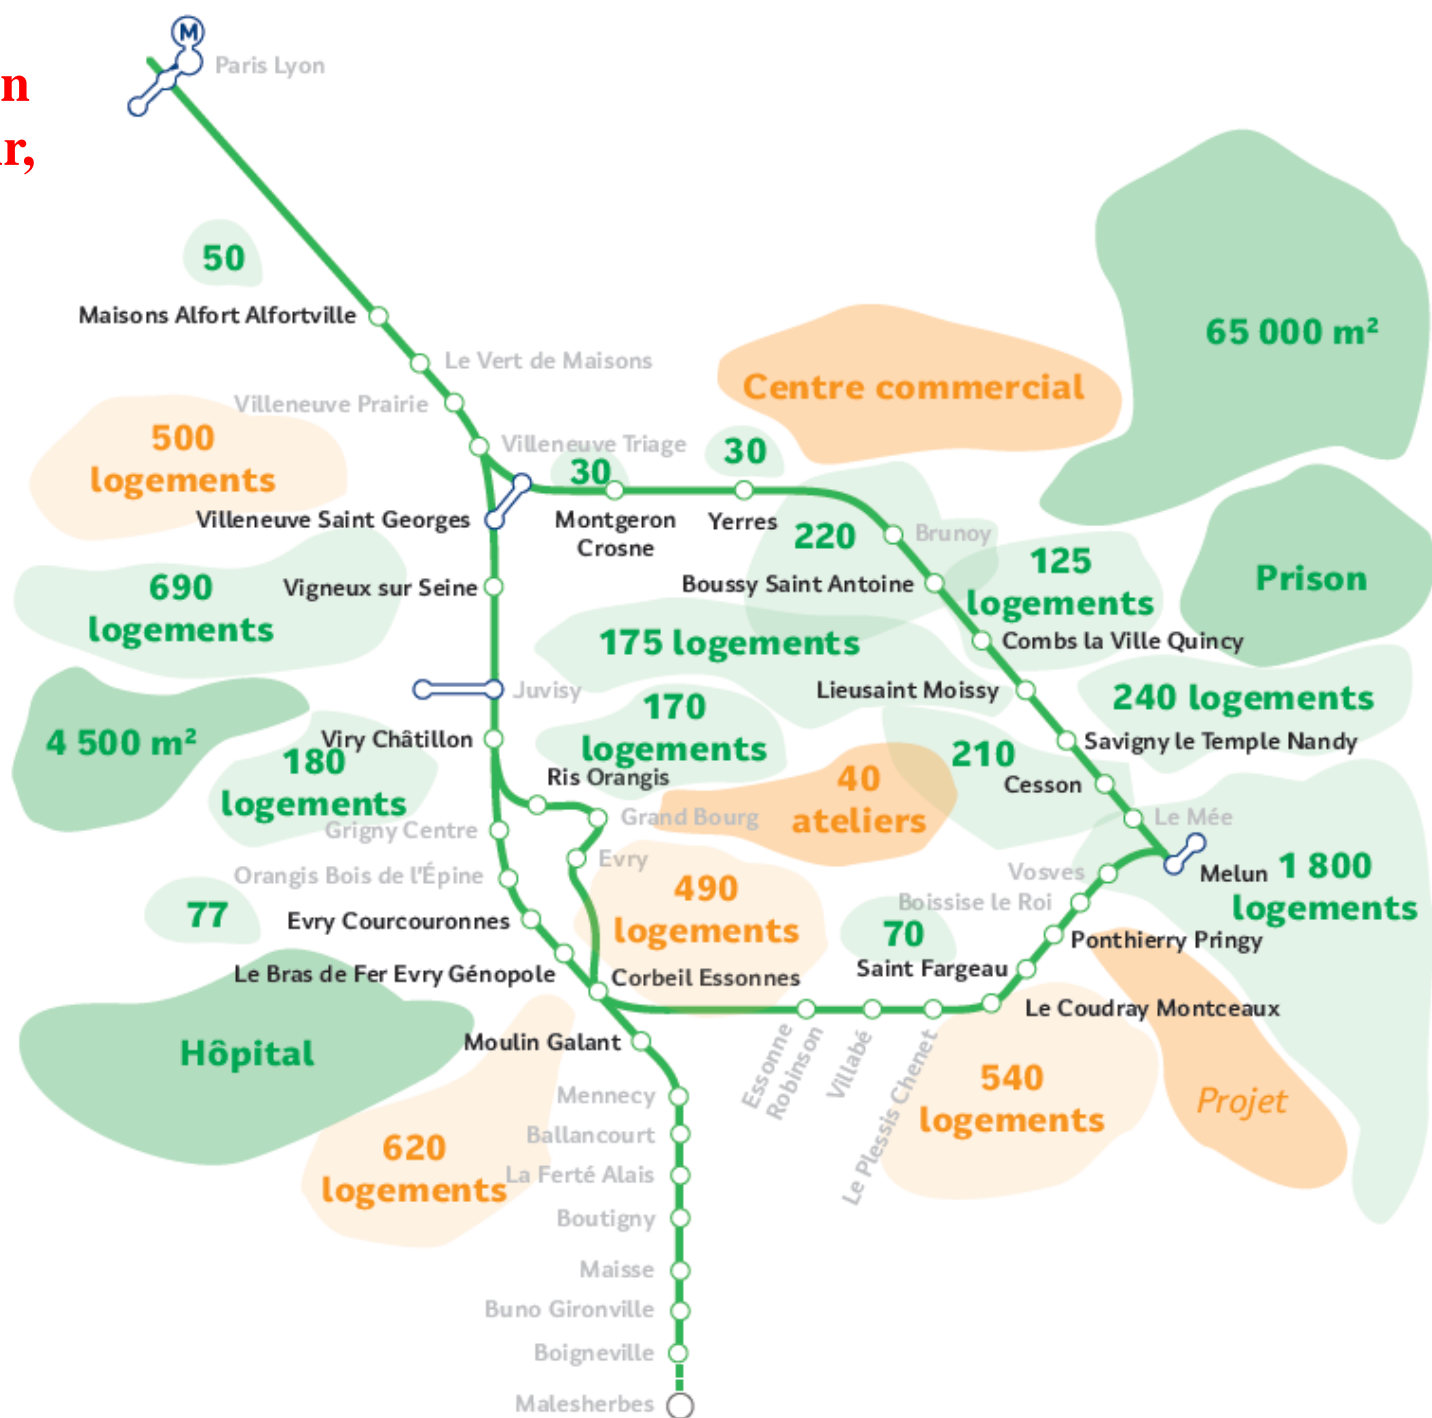 M
Paris Lyon
n
r,
50
Maisons Alfort Alfortville
65 000 m²
Le Vert de Maisons
Centre commercial
Villeneuve Prairie
500
logements
Villeneuve Triage
30
30
Villeneuve Saint Georges
Montgeron
Crosne
Yerres
220
Brunoy
125
logements
Prison
690
logements
Vigneux sur Seine
Boussy Saint Antoine
175 logements
Combs la Ville Quincy
Juvisy
Lieusaint Moissy
240 logements
4 500 m²
Viry Châtillon
170
logements
Savigny le Temple Nandy
180
logements
Ris Orangis
40
ateliers
210
Cesson
Grigny Centre
Grand Bourg
Le Mée
Evry
Orangis Bois de l'Épine
Vosves
Melun
1 800
logements
77
Evry Courcouronnes
490
logements
Boissise le Roi
70
Ponthierry Pringy
Le Bras de Fer Evry Génopole
Corbeil Essonnes
Saint Fargeau
Le Coudray Montceaux
Hôpital
Moulin Galant
Essonne
Robinson
Villabé
Le Plessis Chenet
540
logements
Projet
Mennecy
Ballancourt
620
logements
La Ferté Alais
Boutigny
Maisse
Buno Gironville
Boigneville
Malesherbes